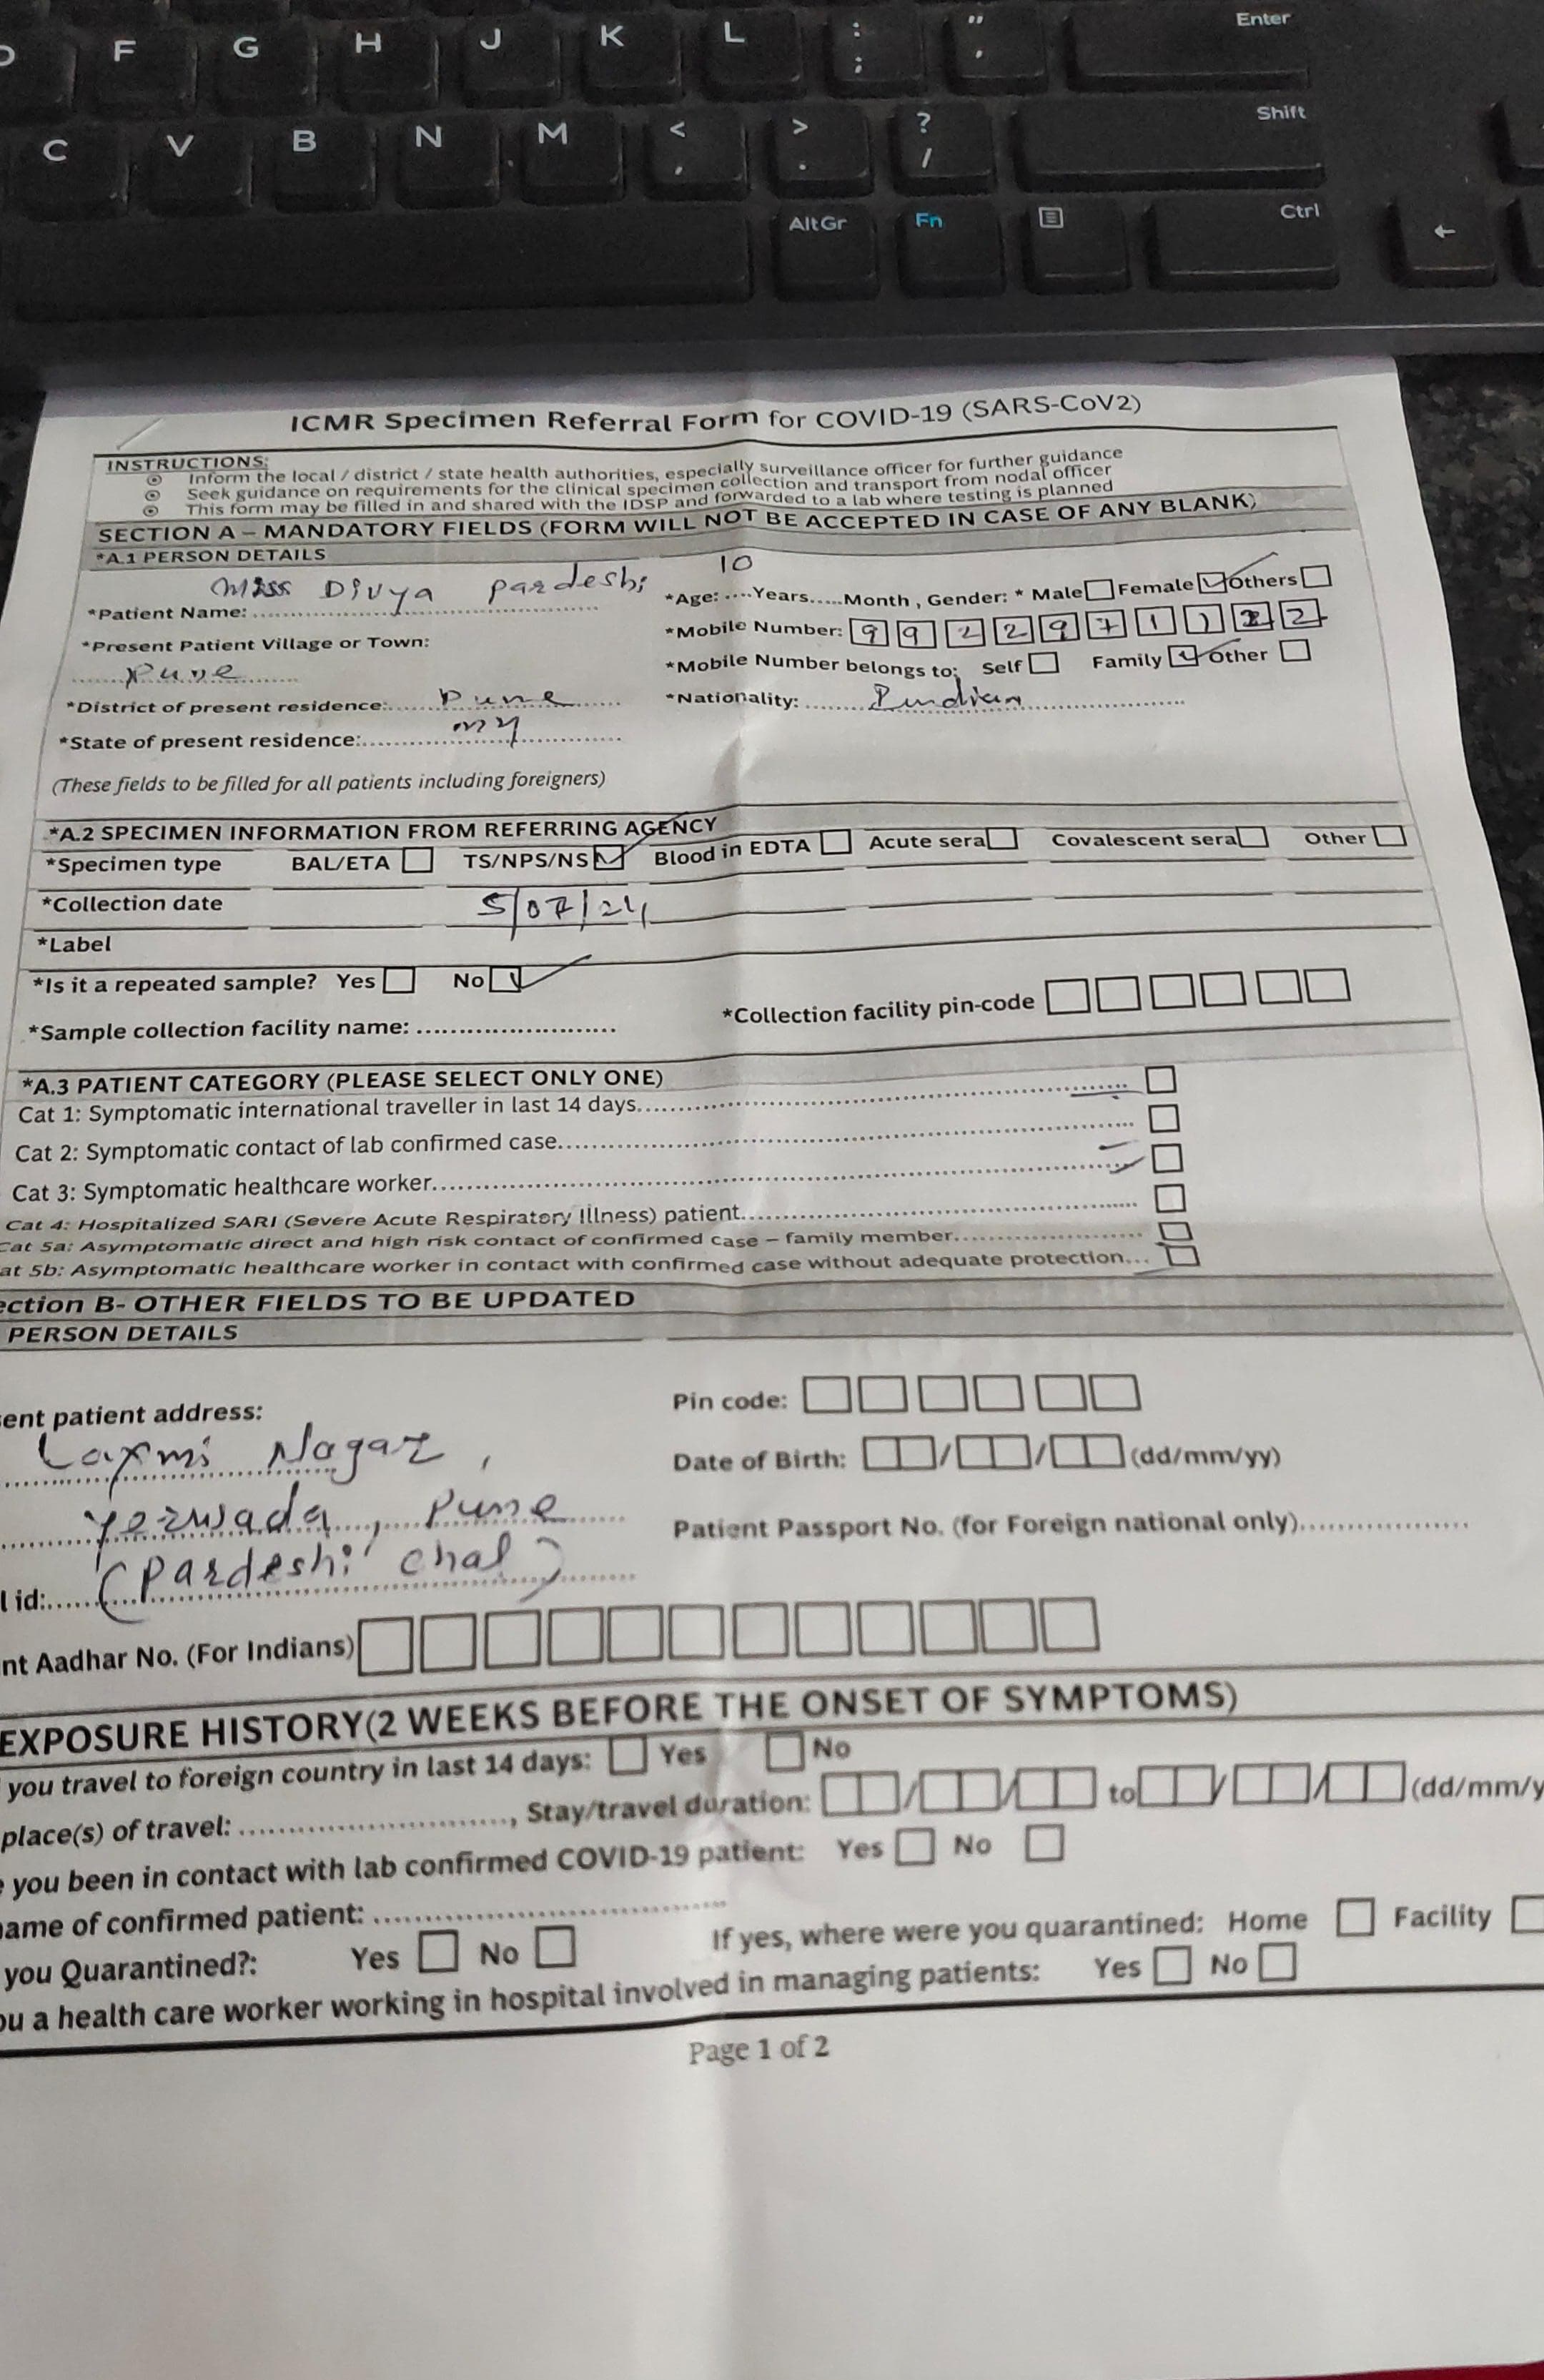 D F G H J K L : ; " ' Enter
C V B N M < , > . ? / Shift
AltGr Fn Ctrl ←
ICMR Specimen Referral Form for COVID-19 (SARS-CoV2)
INSTRUCTIONS:
Inform the local / district / state health authorities, especially surveillance officer for further guidance
Seek guidance on requirements for the clinical specimen collection and transport from nodal officer
This form may be filled in and shared with the IDSP and forwarded to a lab where testing is planned
SECTION A – MANDATORY FIELDS (FORM WILL NOT BE ACCEPTED IN CASE OF ANY BLANK)
*A.1 PERSON DETAILS
*Patient Name: Miss Divya Pardeshi
*Age: 10 Years.....Month, Gender: * Male Female Others
*Present Patient Village or Town:
Pune
*Mobile Number: 9 9 2 2 9 7 1 1 2 2
*Mobile Number belongs to: Self Family Other
*District of present residence: Pune
*Nationality: Indian
*State of present residence:
(These fields to be filled for all patients including foreigners)
*A.2 SPECIMEN INFORMATION FROM REFERRING AGENCY
*Specimen type BAL/ETA TS/NPS/NS Blood in EDTA Acute sera Covalescent sera Other
*Collection date 5/07/24
*Label
*Is it a repeated sample? Yes No
*Sample collection facility name: ........................ *Collection facility pin-code
*A.3 PATIENT CATEGORY (PLEASE SELECT ONLY ONE)
Cat 1: Symptomatic international traveller in last 14 days
Cat 2: Symptomatic contact of lab confirmed case
Cat 3: Symptomatic healthcare worker
Cat 4: Hospitalized SARI (Severe Acute Respiratory Illness) patient
Cat 5a: Asymptomatic direct and high risk contact of confirmed case – family member
at 5b: Asymptomatic healthcare worker in contact with confirmed case without adequate protection
ection B- OTHER FIELDS TO BE UPDATED
PERSON DETAILS
sent patient address:
Laxmi Nagar,
Yerwada, Pune
l id: (Pardeshi chal)
Pin code:
Date of Birth: / / (dd/mm/yy)
Patient Passport No. (for Foreign national only)
nt Aadhar No. (For Indians)
EXPOSURE HISTORY(2 WEEKS BEFORE THE ONSET OF SYMPTOMS)
you travel to foreign country in last 14 days: Yes No
place(s) of travel: ........................, Stay/travel duration: / / to / / (dd/mm/y
e you been in contact with lab confirmed COVID-19 patient: Yes No
name of confirmed patient:
you Quarantined?: Yes No If yes, where were you quarantined: Home Facility
ou a health care worker working in hospital involved in managing patients: Yes No
Page 1 of 2